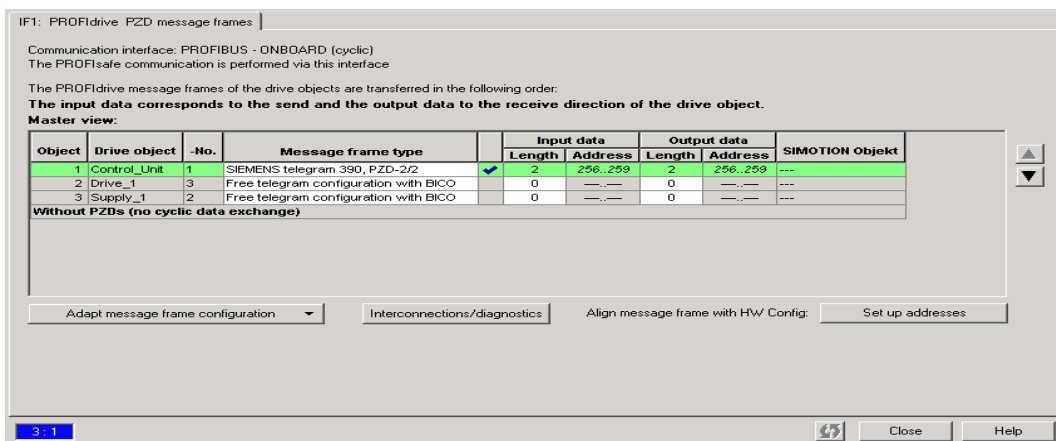 IF1: PROFIdrive PZD message frames
Communication interface: PROFIBUS - ONBOARD (cyclic)
The PROFIsafe communication is performed via this interface
The PROFIdrive message frames of the drive objects are transferred in the following order:
The input data corresponds to the send and the output data to the receive direction of the drive object.
Master view:
Object Drive object -No. Message frame type Input data Output data SIMOTION Objekt
Length Address Length Address
1 Control_Unit 1 SIEMENS telegram 390, PZD-2/2 2 256..259 2 256..259 ---
2 Drive_1 3 Free telegram configuration with BICO 0 ---..--- 0 ---..--- ---
3 Supply_1 2 Free telegram configuration with BICO 0 ---..--- 0 ---..--- ---
Without PZDs (no cyclic data exchange)
Adapt message frame configuration Interconnections/diagnostics Align message frame with HW Config: Set up addresses
3 : 1 Close Help